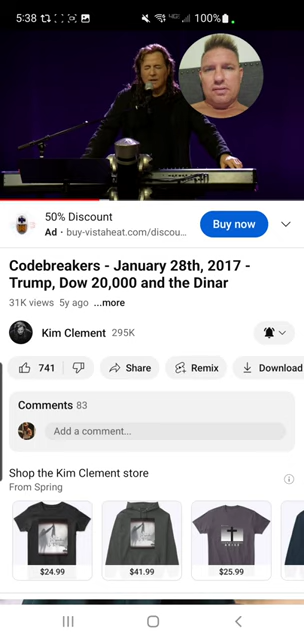 5:38
100%
50% Discount
Ad · buy-vistaheat.com/discou...
Buy now
Codebreakers - January 28th, 2017 -
Trump, Dow 20,000 and the Dinar
31K views 5y ago ...more
Kim Clement 295K
741
Share
Remix
Download
Comments 83
Add a comment...
Shop the Kim Clement store
From Spring
$24.99
$41.99
$25.99